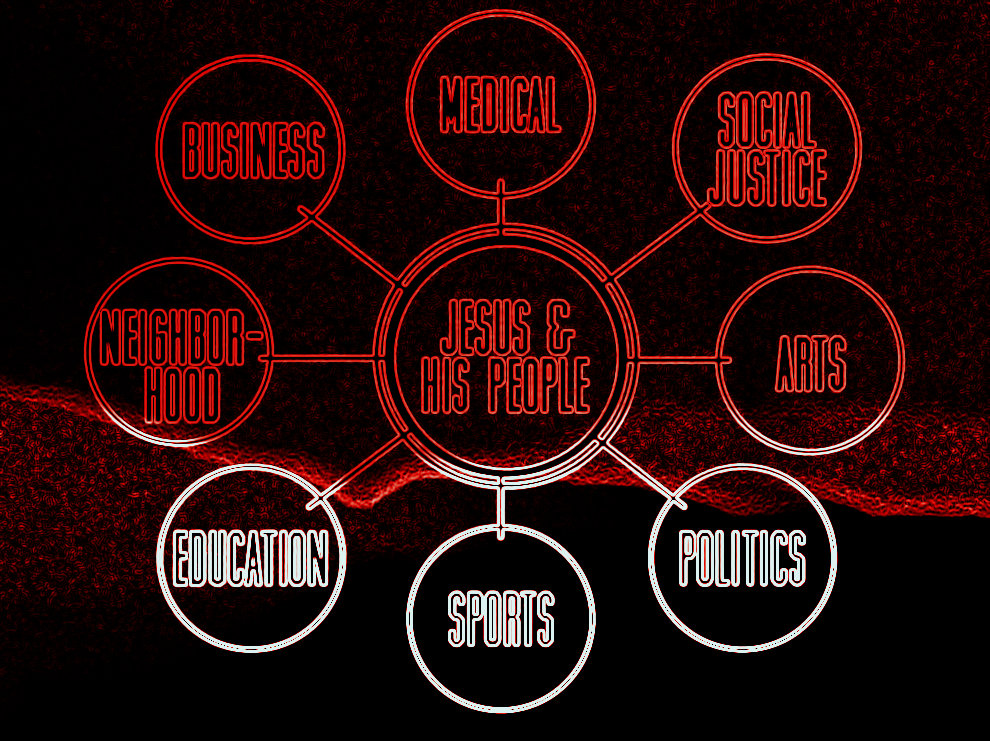 MEDICAL
BUSINESS
SOCIAL
JUSTICE
NEIGHBOR-
HOOD
JESUS &
HIS PEOPLE
ARTS
EDUCATION
SPORTS
POLITICS